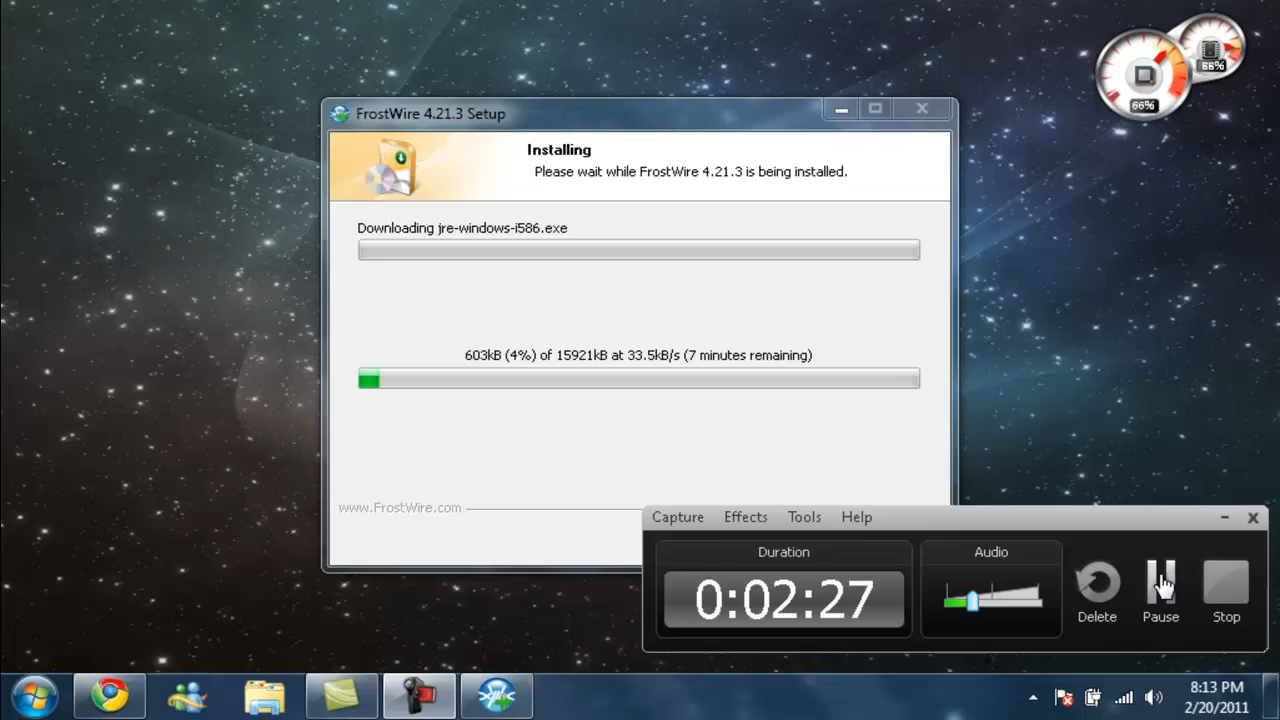 68%
66%
FrostWire 4.21.3 Setup
Installing
Please wait while FrostWire 4.21.3 is being installed.
Downloading jre-windows-i586.exe
603kB (4%) of 15921kB at 33.5kB/s (7 minutes remaining)
www.FrostWire.com
Capture Effects Tools Help
Duration
Audio
0:02:27
Delete Pause Stop
8:13 PM
2/20/2011